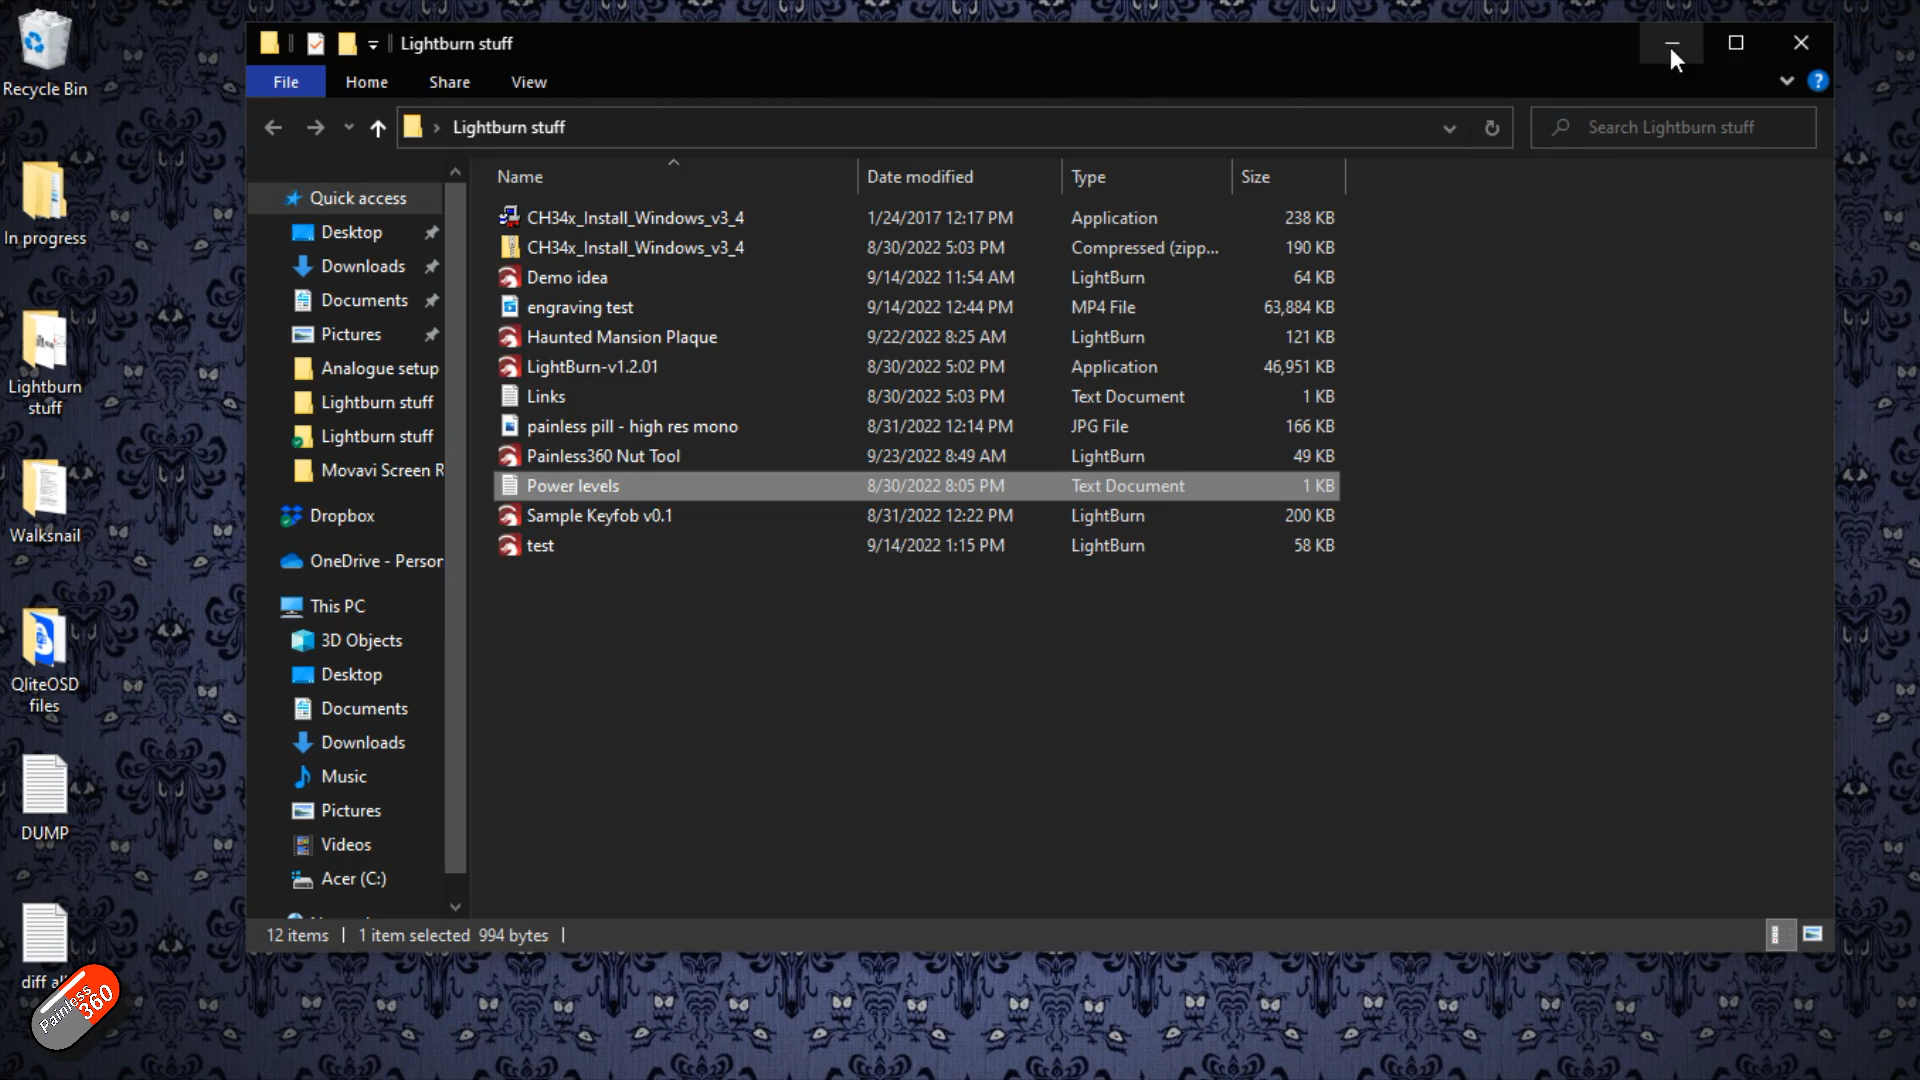 Recycle Bin
In progress
Lightburn
stuff
Walksnail
QliteOSD
files
DUMP
diff
Painless360
Lightburn stuff
File
Home
Share
View
?
Lightburn stuff
Search Lightburn stuff
Quick access
Desktop
Downloads
Documents
Pictures
Analogue setup
Lightburn stuff
Lightburn stuff
Movavi Screen R
Dropbox
OneDrive - Person
This PC
3D Objects
Desktop
Documents
Downloads
Music
Pictures
Videos
Acer (C:)
Name Date modified Type Size
CH34x_Install_Windows_v3_4 1/24/2017 12:17 PM Application 238 KB
CH34x_Install_Windows_v3_4 8/30/2022 5:03 PM Compressed (zipp... 190 KB
Demo idea 9/14/2022 11:54 AM LightBurn 64 KB
engraving test 9/14/2022 12:44 PM MP4 File 63,884 KB
Haunted Mansion Plaque 9/22/2022 8:25 AM LightBurn 121 KB
LightBurn-v1.2.01 8/30/2022 5:02 PM Application 46,951 KB
Links 8/30/2022 5:03 PM Text Document 1 KB
painless pill - high res mono 8/31/2022 12:14 PM JPG File 166 KB
Painless360 Nut Tool 9/23/2022 8:49 AM LightBurn 49 KB
Power levels 8/30/2022 8:05 PM Text Document 1 KB
Sample Keyfob v0.1 8/31/2022 12:22 PM LightBurn 200 KB
test 9/14/2022 1:15 PM LightBurn 58 KB
12 items 1 item selected 994 bytes